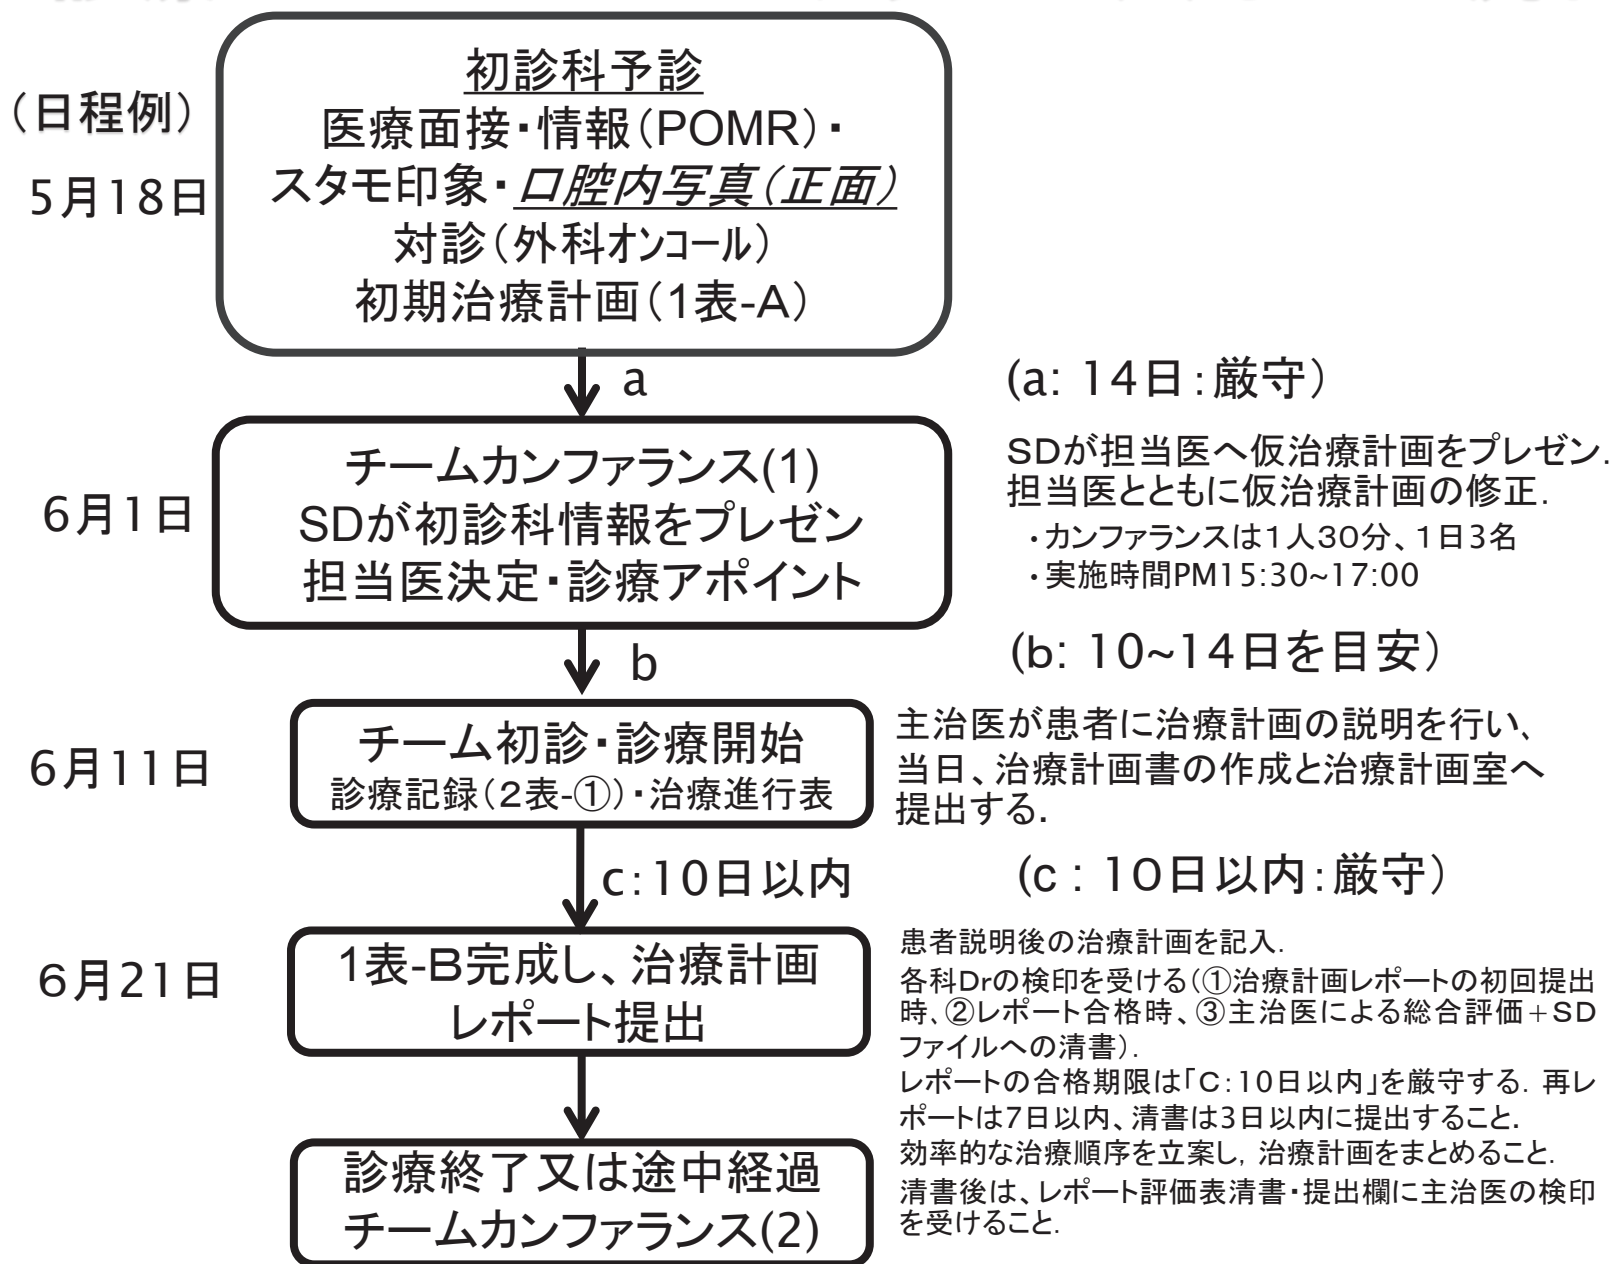 (日程例)
初診科予診
医療面接・情報(POMR)・
スタモ印象・口腔内写真(正面)
対診(外科オンコール)
初期治療計画(1表-A)
5月18日
a
(a: 14日:厳守)
チームカンファランス(1)
SDが初診科情報をプレゼン
担当医決定・診療アポイント
6月1日
SDが担当医へ仮治療計画をプレゼン.
担当医とともに仮治療計画の修正.
・カンファランスは1人30分、1日3名
・実施時間PM15:30~17:00
b
(b: 10~14日を目安)
チーム初診・診療開始
診療記録(2表-①)・治療進行表
6月11日
主治医が患者に治療計画の説明を行い、
当日、治療計画書の作成と治療計画室へ
提出する.
c:10日以内
(c : 10日以内:厳守)
1表-B完成し、治療計画
レポート提出
6月21日
患者説明後の治療計画を記入.
各科Drの検印を受ける(①治療計画レポートの初回提出
時、②レポート合格時、③主治医による総合評価+SD
ファイルへの清書).
レポートの合格期限は「C:10日以内」を厳守する. 再レ
ポートは7日以内、清書は3日以内に提出すること.
効率的な治療順序を立案し, 治療計画をまとめること.
清書後は、レポート評価表清書・提出欄に主治医の検印
を受けること.
診療終了又は途中経過
チームカンファランス(2)